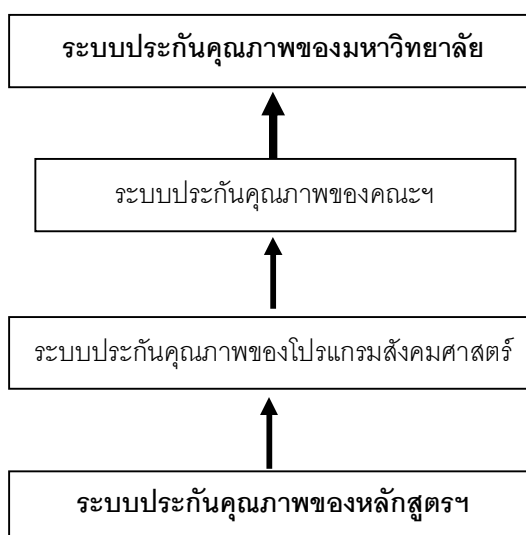 ระบบประกันคุณภาพของมหาวิทยาลัย
ระบบประกันคุณภาพของคณะฯ
ระบบประกันคุณภาพของโปรแกรมสังคมศาสตร์
ระบบประกันคุณภาพของหลักสูตรฯ